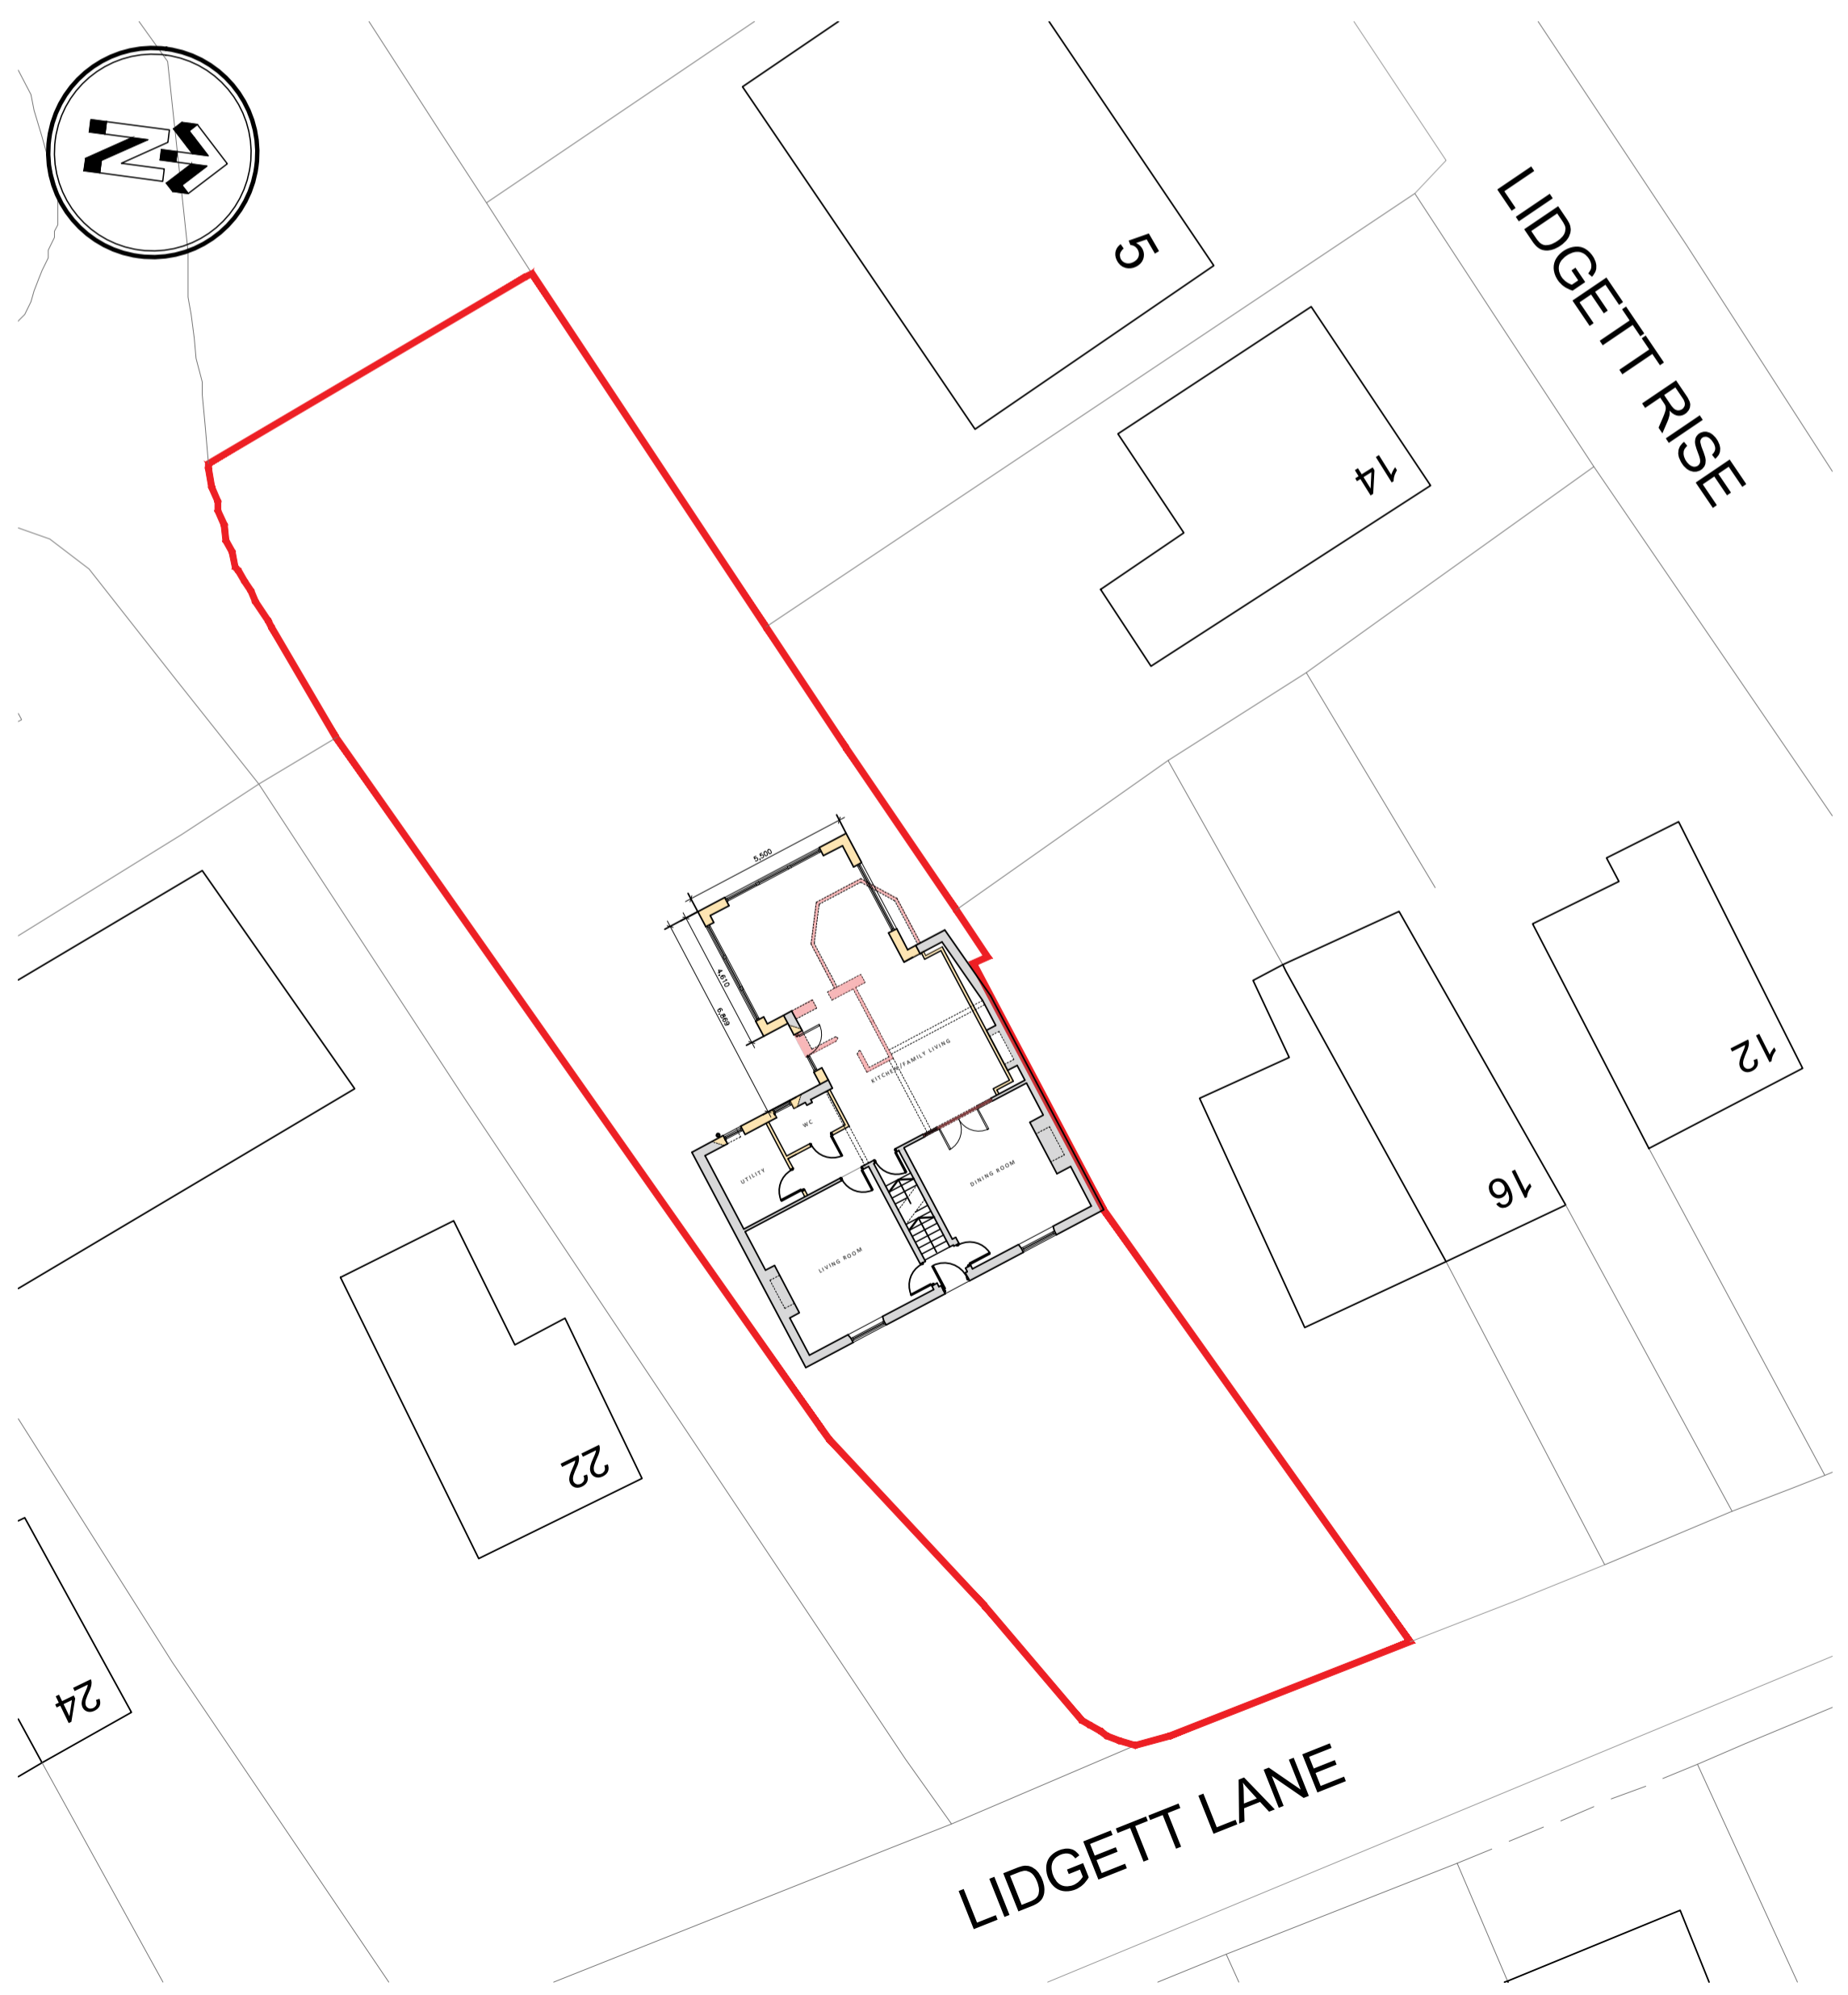 N
5
LIDGETT RISE
14
5,500
4,610
6,869
KITCHEN/FAMILY LIVING
WC
UTILITY
DINING ROOM
LIVING ROOM
12
16
22
24
LIDGETT LANE